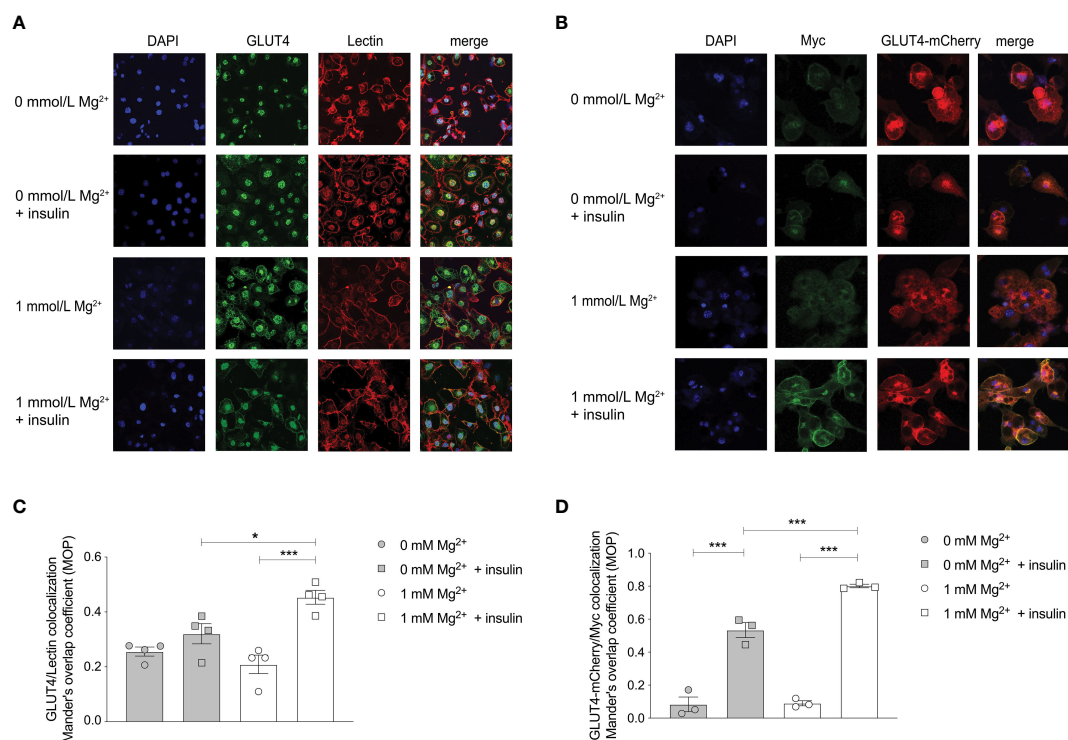 A
DAPI GLUT4 Lectin merge
0 mmol/L Mg²⁺
0 mmol/L Mg²⁺
+ insulin
1 mmol/L Mg²⁺
1 mmol/L Mg²⁺
+ insulin
B
DAPI Myc GLUT4-mCherry merge
0 mmol/L Mg²⁺
0 mmol/L Mg²⁺
+ insulin
1 mmol/L Mg²⁺
1 mmol/L Mg²⁺
+ insulin
C
GLUT4/Lectin colocalization
Mander's overlap coefficient (MOP)
0.6
0.4
0.2
0.0
*
***
0 mM Mg²⁺
0 mM Mg²⁺ + insulin
1 mM Mg²⁺
1 mM Mg²⁺ + insulin
D
GLUT4-mCherry/Myc colocalization
Mander's overlap coefficient (MOP)
1.0
0.8
0.6
0.4
0.2
0.0
***
***
***
0 mM Mg²⁺
0 mM Mg²⁺ + insulin
1 mM Mg²⁺
1 mM Mg²⁺ + insulin